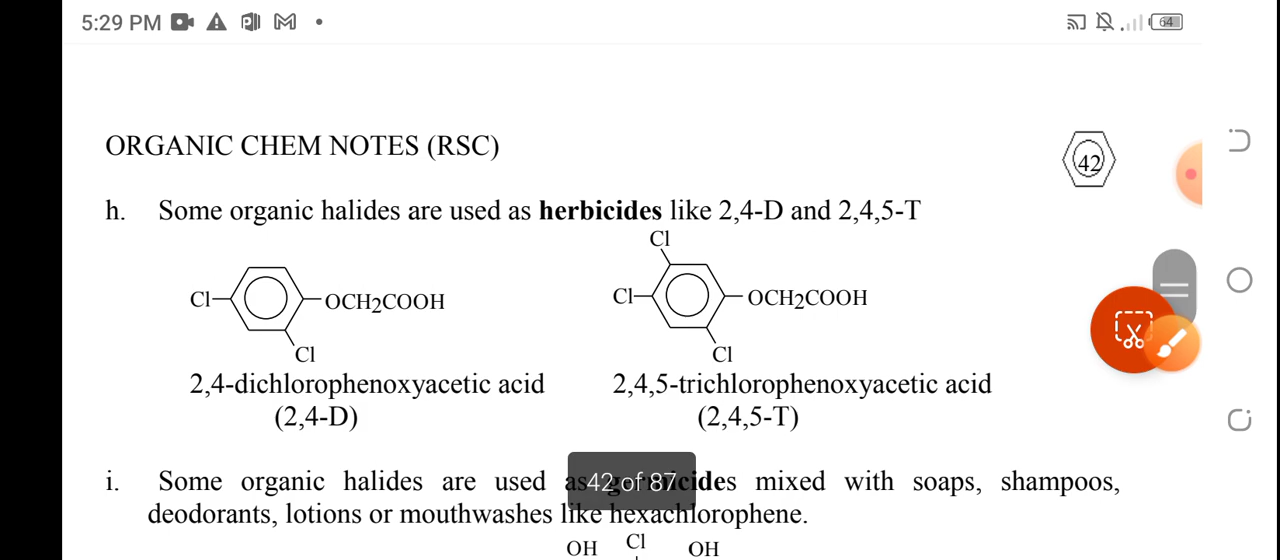 5:29 PM
64
ORGANIC CHEM NOTES (RSC)
42
h. Some organic halides are used as herbicides like 2,4-D and 2,4,5-T
Cl
Cl OCH2COOH Cl OCH2COOH
Cl Cl
2,4-dichlorophenoxyacetic acid 2,4,5-trichlorophenoxyacetic acid
(2,4-D) (2,4,5-T)
42 of 87
i. Some organic halides are used as germicides mixed with soaps, shampoos,
deodorants, lotions or mouthwashes like hexachlorophene.
OH Cl OH